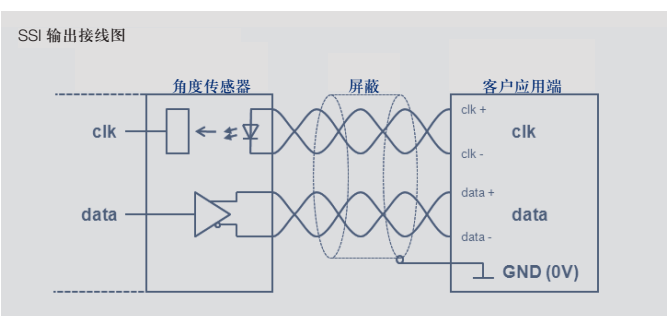 SSI 输出接线图
角度传感器 屏蔽 客户应用端
clk +
clk clk
clk -
data +
data data
data -
GND (0V)